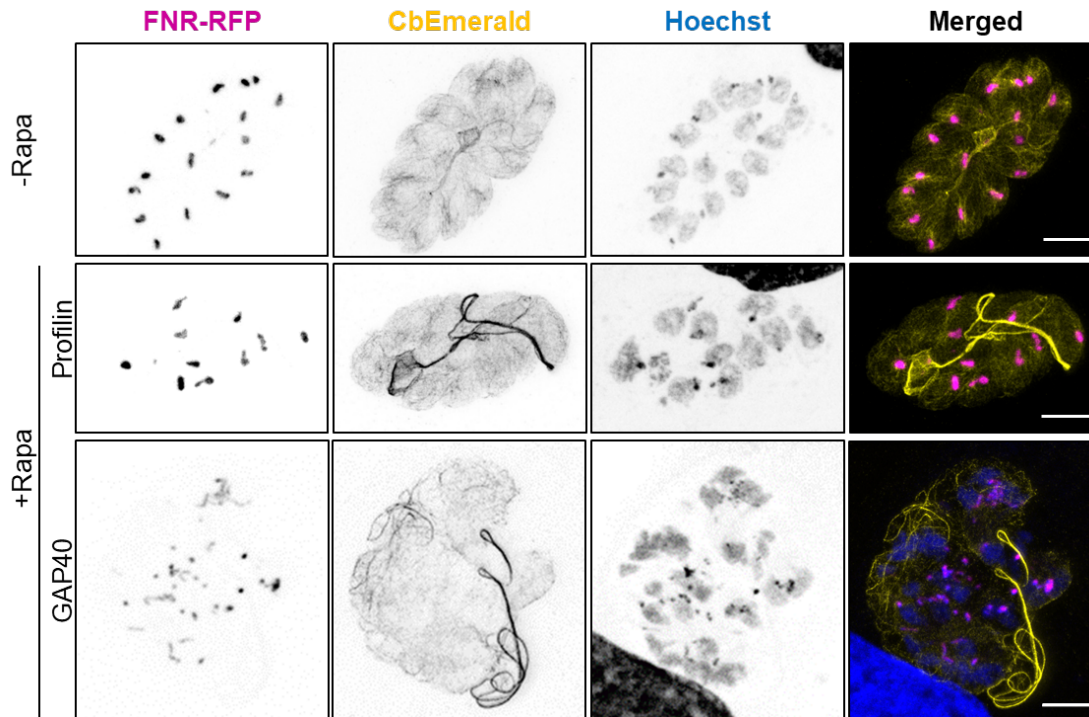 FNR-RFP CbEmerald Hoechst Merged
-Rapa
+Rapa
Profilin
GAP40